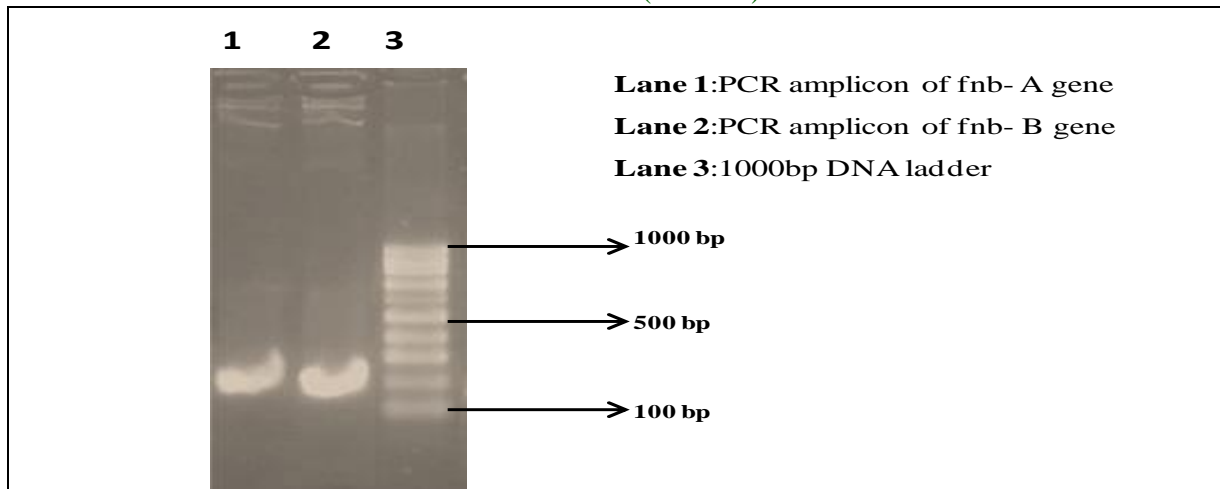 1 2 3
Lane 1:PCR amplicon of fnb- A gene
Lane 2:PCR amplicon of fnb- B gene
Lane 3:1000bp DNA ladder
1000 bp
500 bp
100 bp